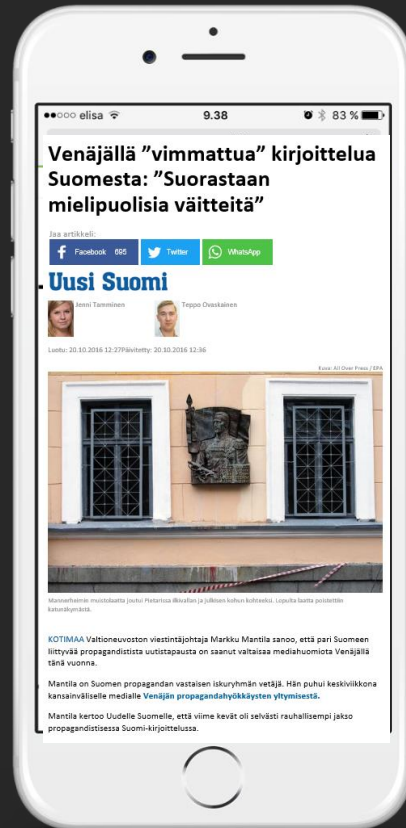 elisa 9.38 83 %
Venäjällä ”vimmattua” kirjoittelua
Suomesta: ”Suorastaan
mielipuolisia väitteitä”
Jaa artikkeli:
Facebook 695 Twitter WhatsApp
Uusi Suomi
Jenni Tamminen Teppo Ovaskainen
Luotu: 20.10.2016 12:27Päivitetty: 20.10.2016 12:36
Kuva: All Over Press / EPA
Mannerheimin muistolaatta joutui Pietarissa ilkivallan ja julkisen kohun kohteeksi. Lopulta laatta poistettiin
katunäkymästä.
KOTIMAA Valtioneuvoston viestintäjohtaja Markku Mantila sanoo, että pari Suomeen
liittyvää propagandistista uutistapausta on saanut valtaisaa mediahuomiota Venäjällä
tänä vuonna.
Mantila on Suomen propagandan vastaisen iskuryhmän vetäjä. Hän puhui keskiviikkona
kansainväliselle medialle Venäjän propagandahyökkäysten yltymisestä.
Mantila kertoo Uudelle Suomelle, että viime kevät oli selvästi rauhallisempi jakso
propagandistisessa Suomi-kirjoittelussa.